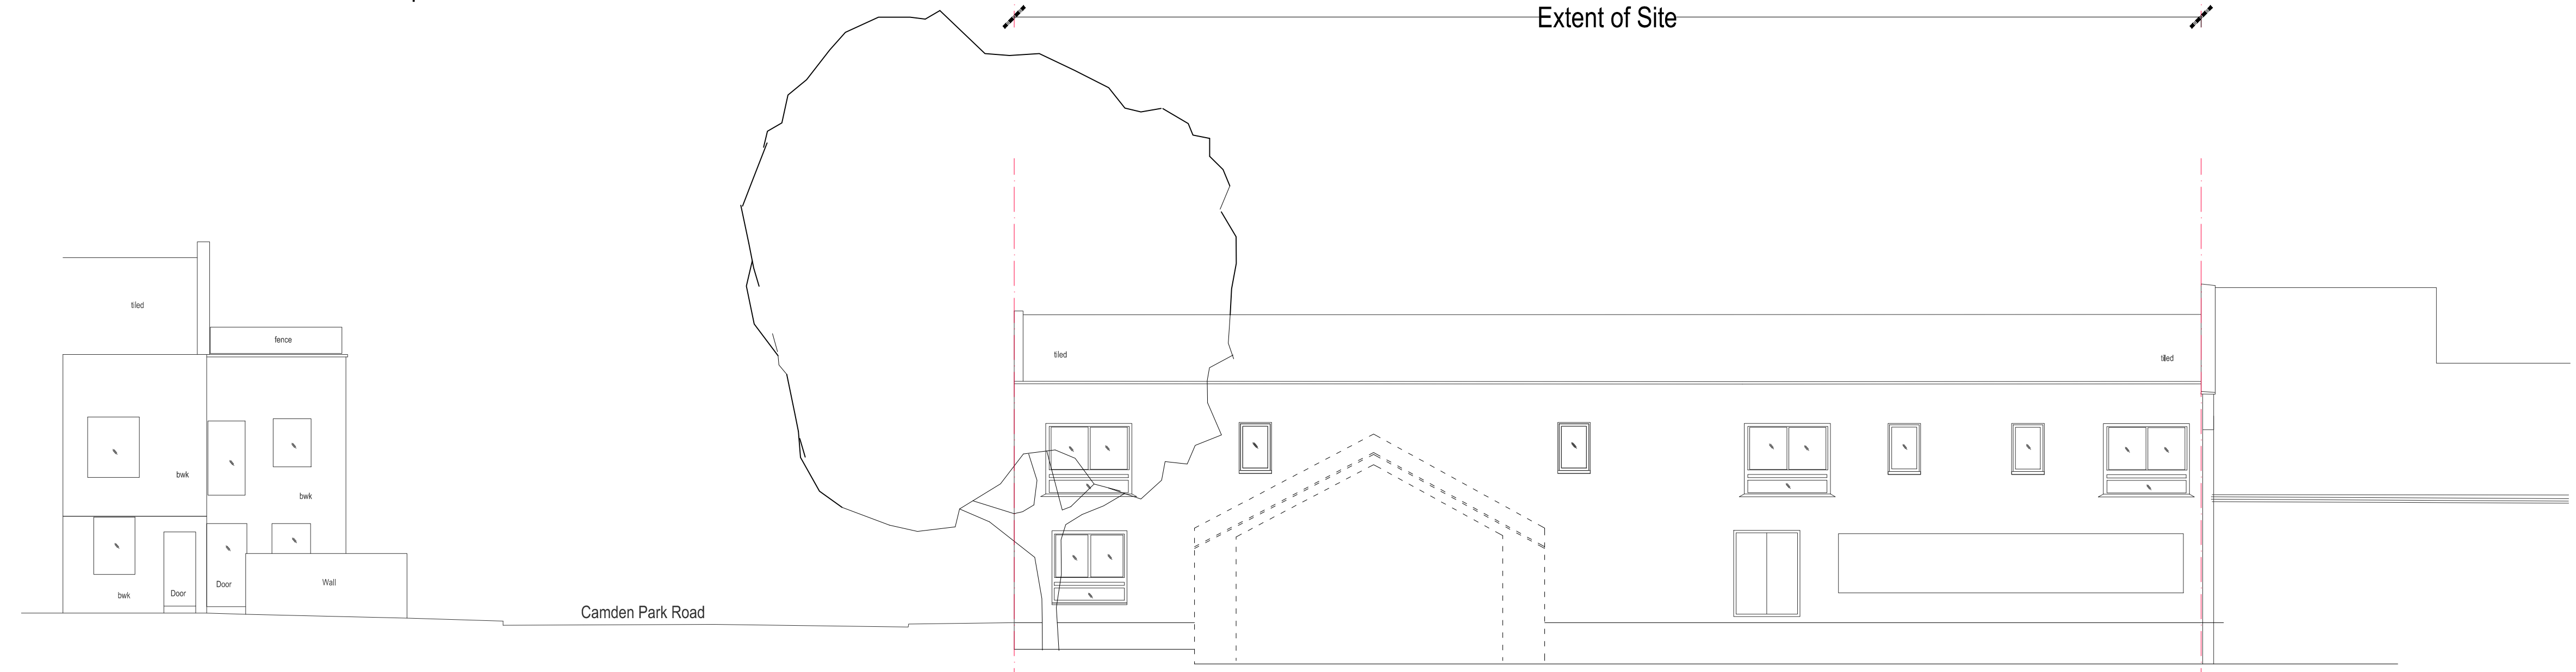 Extent of Site
tiled
fence
tiled
tiled
bwk
bwk
Door
Door
Wall
bwk
Camden Park Road